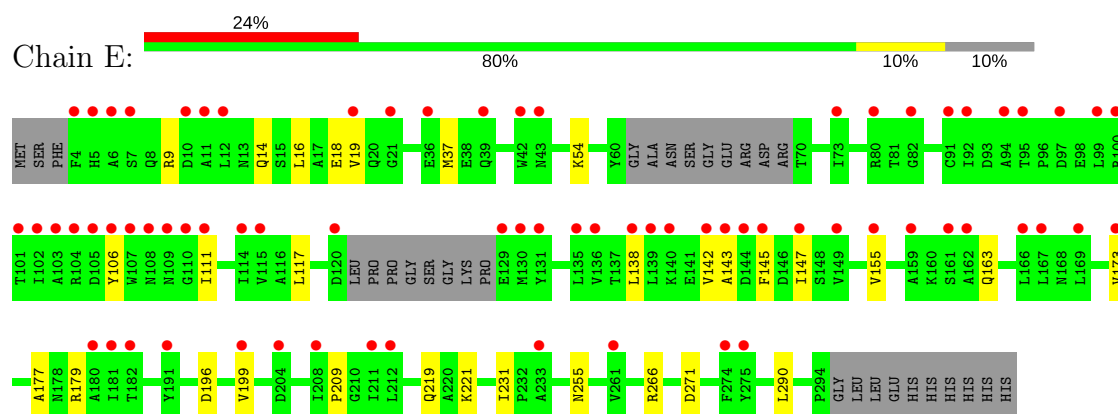 24%
Chain E:
80% 10% 10%
MET SER PHE F4 H5 A6 S7 Q8 R9 D10 A11 L12 N13 Q14 S15 L16 A17 E18 V19 Q20 G21 E36 M37 E38 Q39 W42 N43 K54 Y60 GLY ALA ASN SER GLY GLU ARG ASP ARG T70 I73 R80 T81 G82 G91 I92 D93 A94 T95 P96 D97 E98 L99
T101 I102 A103 R104 D105 Y106 W107 N108 N109 G110 I111 I114 V115 A116 L117 D120 LEU PRO PRO GLY SER GLY LYS PRO E129 M130 Y131 L135 V136 T137 L138 L139 K140 E141 V142 A143 D144 F145 D146 I147 S148 V149 V155 A159 K160 S161 A162 Q163 L166 L167 N168 L169 V173
A177 N178 R179 A180 I181 T182 Y191 D196 V199 D204 I208 P209 G210 I211 L212 Q219 A220 K221 I231 P232 A233 N255 V261 R266 D271 F274 Y275 L290 P294 GLY LEU LEU GLU HIS HIS HIS HIS HIS HIS